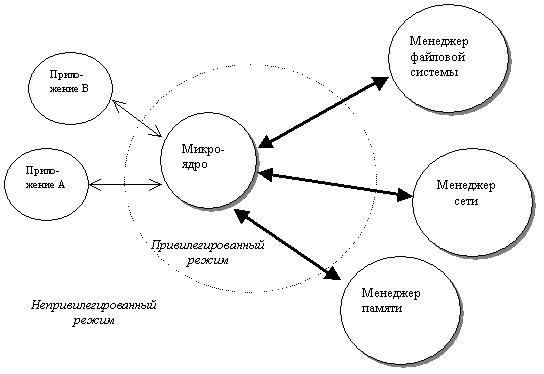 Менеджер
файловой
системы
Прило-
жение В
Микро-
ядро
Прило-
жение А
Менеджер
сети
Привилегированный
режим
Менеджер
памяти
Непривилегированный
режим